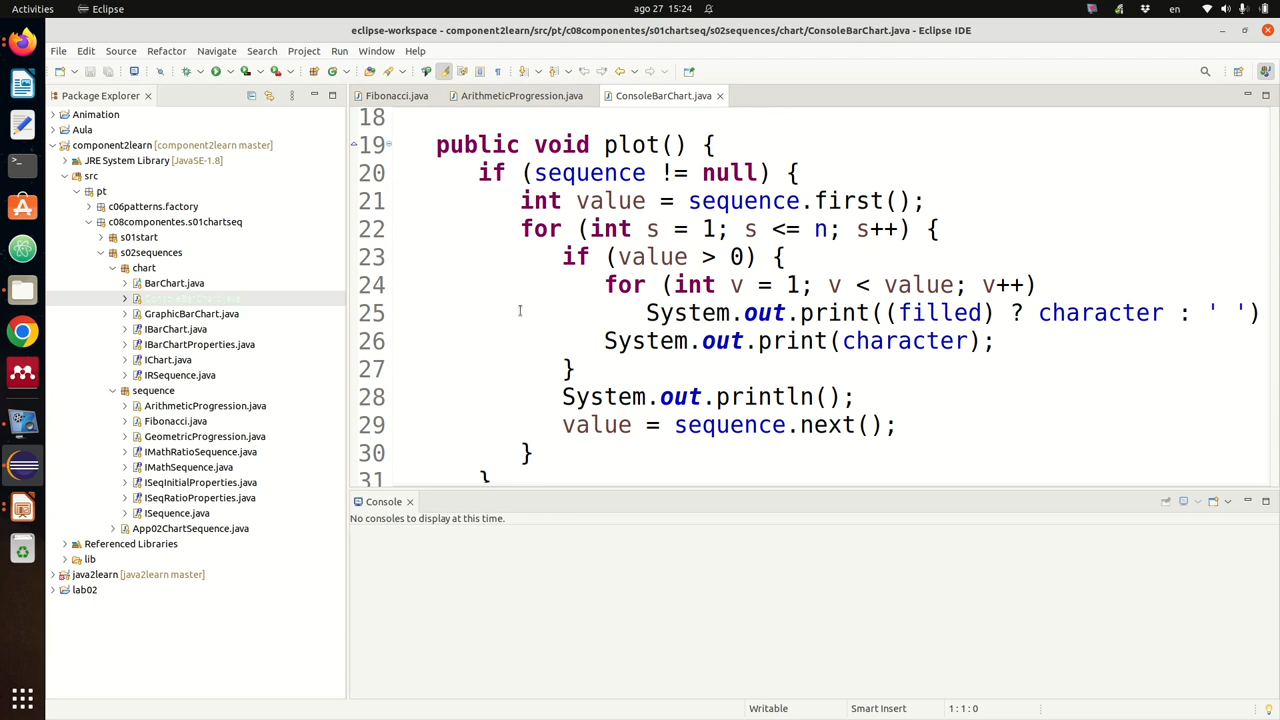 Activities Eclipse ago 27 15:24 en
eclipse-workspace - component2learn/src/pt/c08componentes/s01chartseq/s02sequences/chart/ConsoleBarChart.java - Eclipse IDE
File Edit Source Refactor Navigate Search Project Run Window Help
Package Explorer
Fibonacci.java ArithmeticProgression.java ConsoleBarChart.java
Animation
Aula
component2learn [component2learn master]
JRE System Library [JavaSE-1.8]
src
pt
c06patterns.factory
c08componentes.s01chartseq
s01start
s02sequences
chart
BarChart.java
ConsoleBarChart.java
GraphicBarChart.java
IBarChart.java
IBarChartProperties.java
IChart.java
IRSequence.java
sequence
ArithmeticProgression.java
Fibonacci.java
GeometricProgression.java
IMathRatioSequence.java
IMathSequence.java
ISeqInitialProperties.java
ISeqRatioProperties.java
ISequence.java
App02ChartSequence.java
Referenced Libraries
lib
java2learn [java2learn master]
lab02
18
19 public void plot() {
20 if (sequence != null) {
21 int value = sequence.first();
22 for (int s = 1; s <= n; s++) {
23 if (value > 0) {
24 for (int v = 1; v < value; v++)
25 System.out.print((filled) ? character : ' ')
26 System.out.print(character);
27 }
28 System.out.println();
29 value = sequence.next();
30 }
31 }
Console
No consoles to display at this time.
Writable Smart Insert 1:1:0